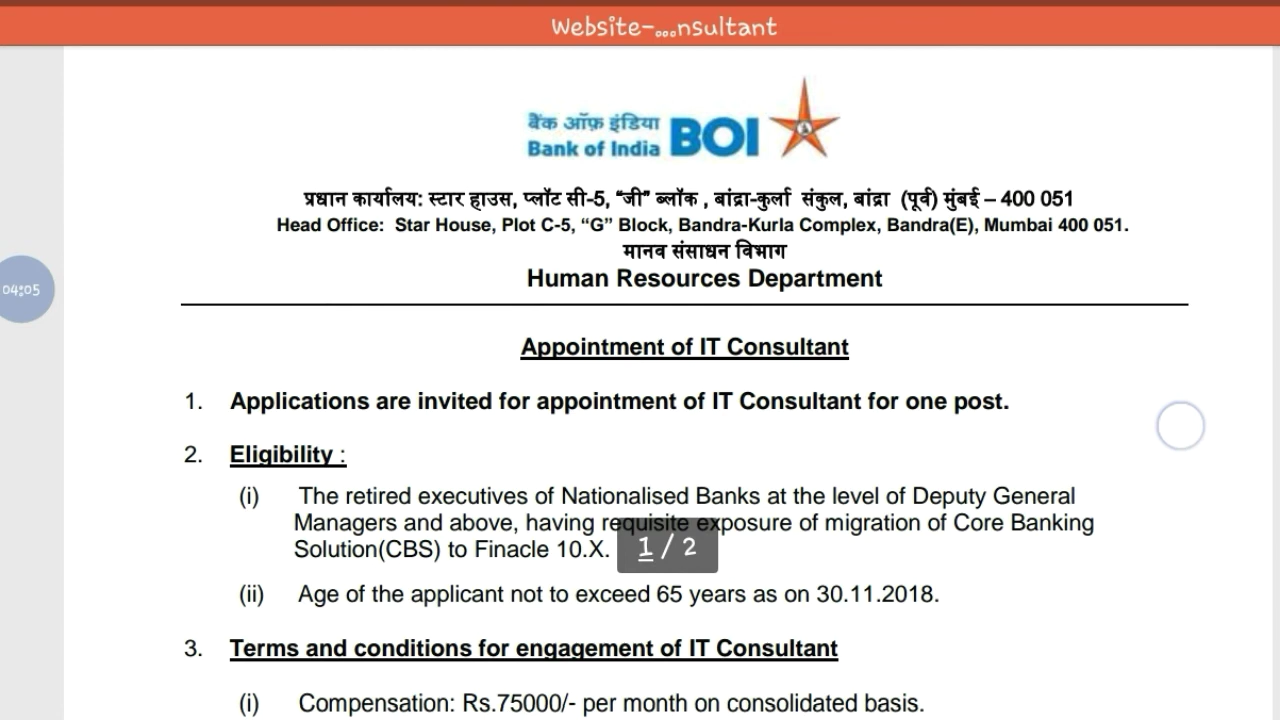 Website-...nsultant
बैंक ऑफ़ इंडिया
Bank of India BOI
प्रधान कार्यालय: स्टार हाउस, प्लॉट सी-5, “जी” ब्लॉक , बांद्रा-कुर्ला संकुल, बांद्रा (पूर्व) मुंबई – 400 051
Head Office: Star House, Plot C-5, “G” Block, Bandra-Kurla Complex, Bandra(E), Mumbai 400 051.
मानव संसाधन विभाग
Human Resources Department
04:05
Appointment of IT Consultant
1. Applications are invited for appointment of IT Consultant for one post.
2. Eligibility :
(i) The retired executives of Nationalised Banks at the level of Deputy General
Managers and above, having requisite exposure of migration of Core Banking
Solution(CBS) to Finacle 10.X.
1 / 2
(ii) Age of the applicant not to exceed 65 years as on 30.11.2018.
3. Terms and conditions for engagement of IT Consultant
(i) Compensation: Rs.75000/- per month on consolidated basis.